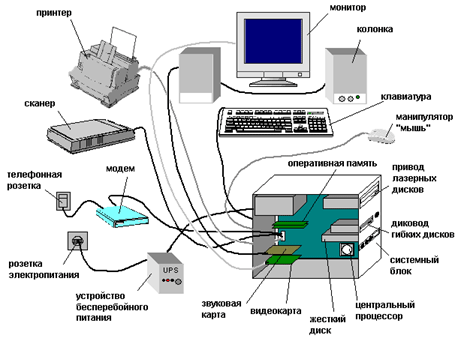 принтер
монитор
колонка
сканер
клавиатура
манипулятор
"мышь"
оперативная память
привод
лазерных
дисков
телефонная
розетка
модем
диковод
гибких дисков
розетка
электропитания
UPS
системный
блок
устройство
бесперебойного
питания
звуковая
карта
видеокарта
жесткий
диск
центральный
процессор